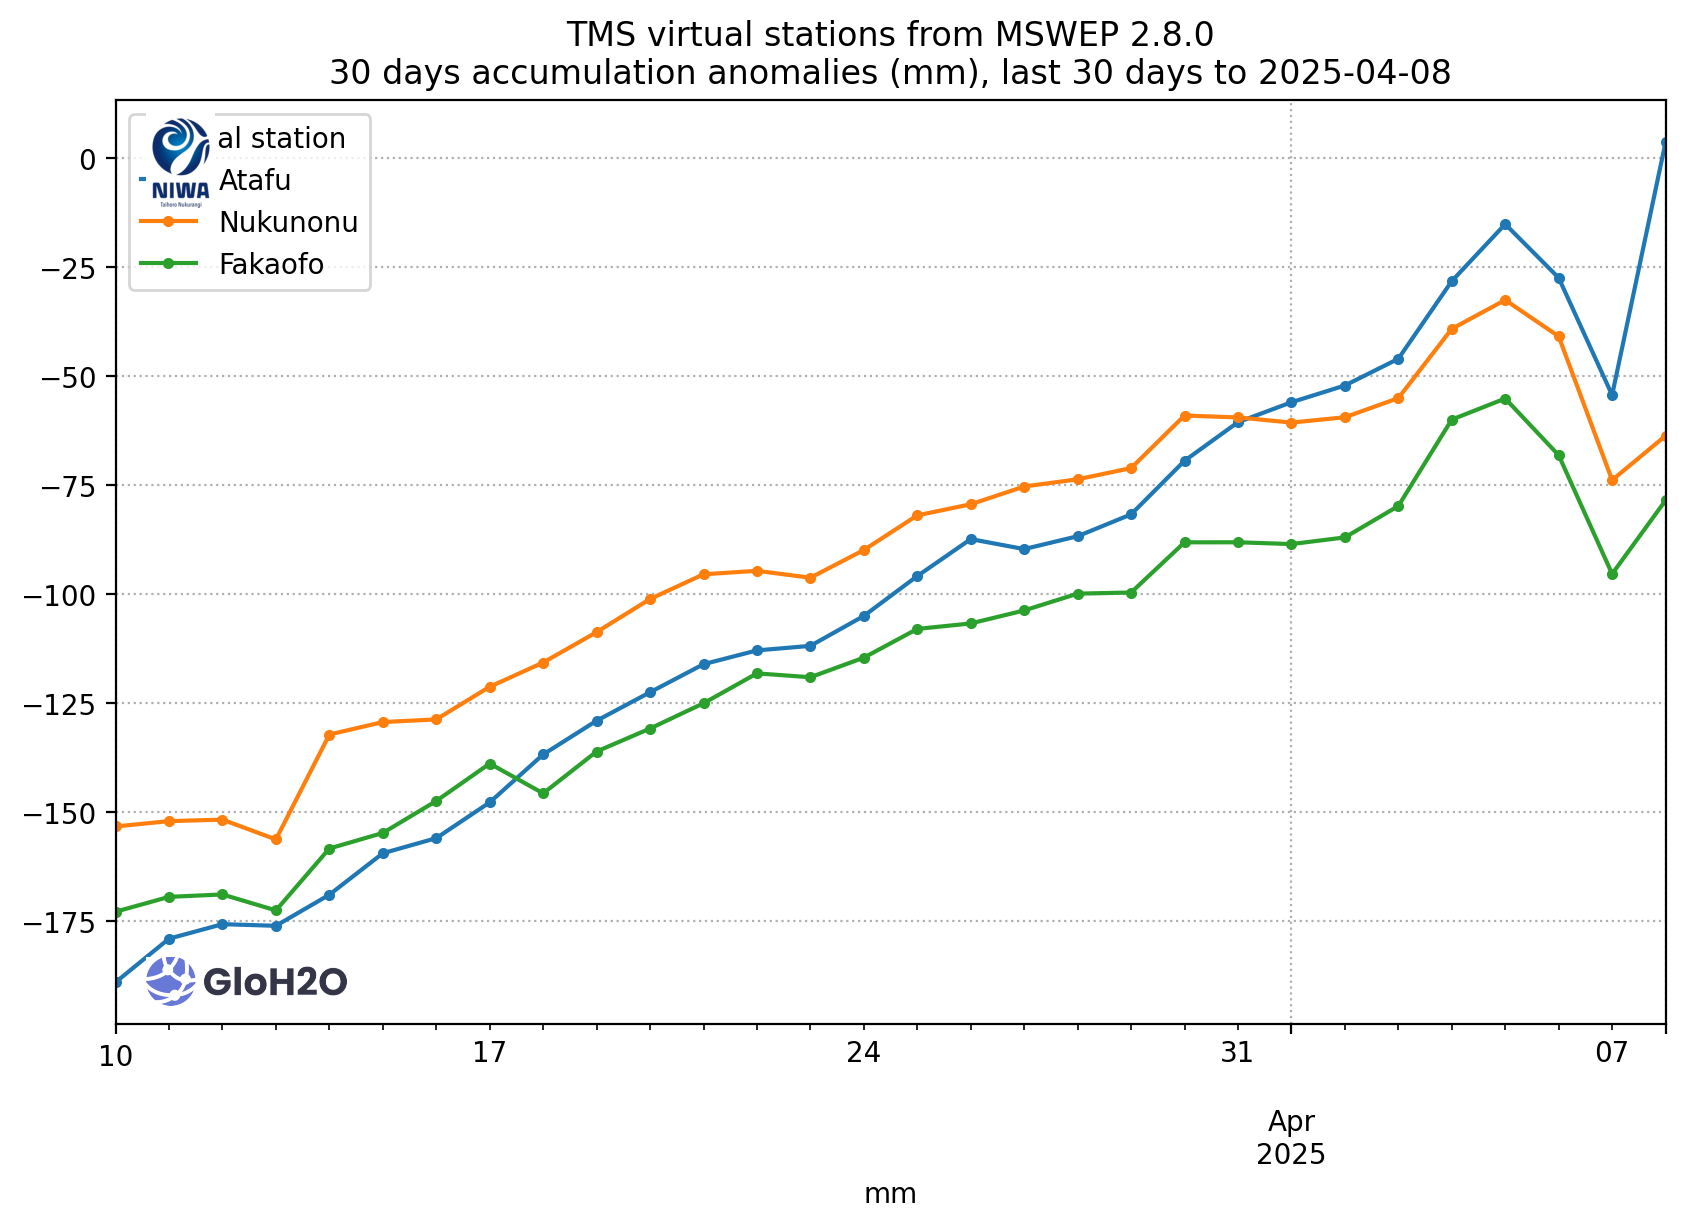 TMS virtual stations from MSWEP 2.8.0
30 days accumulation anomalies (mm), last 30 days to 2025-04-08
al station
Atafu
Nukunonu
Fakaofo
NIWA
Taihoro Nukurangi
0
−25
−50
−75
−100
−125
−150
−175
GloH2O
10 17 24 31 07
Apr
2025
mm